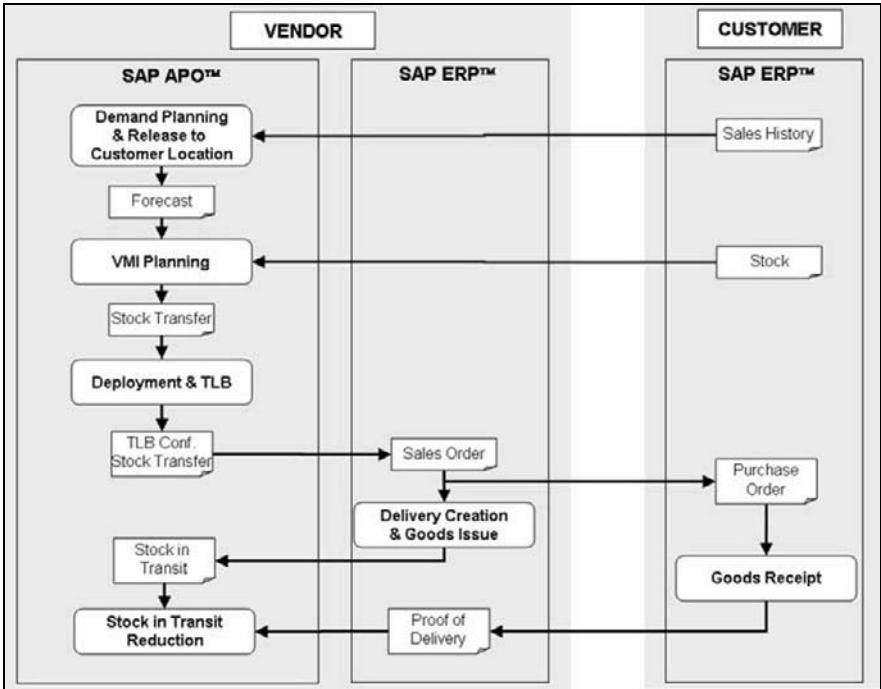 VENDOR
CUSTOMER
SAP APO™
SAP ERP™
SAP ERP™
Demand Planning
& Release to
Customer Location
Sales History
Forecast
VMI Planning
Stock
Stock Transfer
Deployment & TLB
TLB Conf.
Stock Transfer
Sales Order
Purchase
Order
Delivery Creation
& Goods Issue
Stock in
Transit
Goods Receipt
Stock in Transit
Reduction
Proof of
Delivery